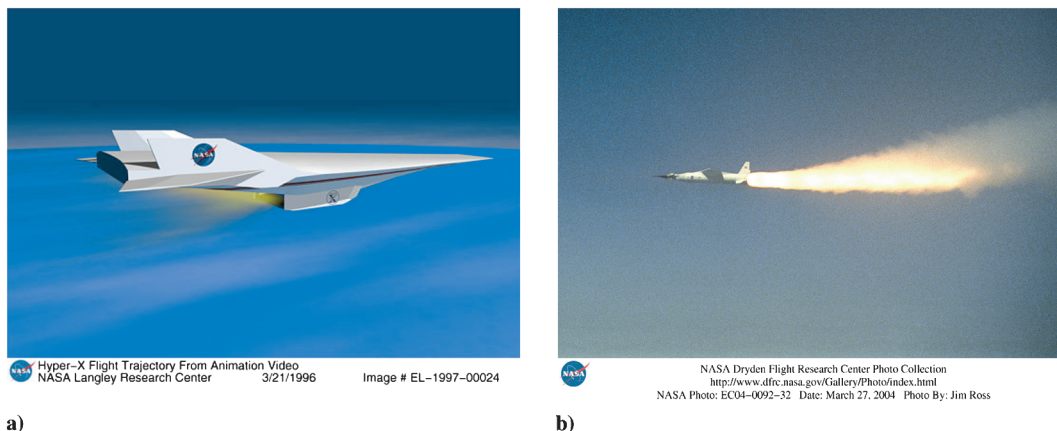 NASA
X
Hyper-X Flight Trajectory From Animation Video
NASA Langley Research Center 3/21/1996 Image # EL-1997-00024
a)
NASA Dryden Flight Research Center Photo Collection
http://www.dfrc.nasa.gov/Gallery/Photo/index.html
NASA Photo: EC04-0092-32 Date: March 27, 2004 Photo By: Jim Ross
b)